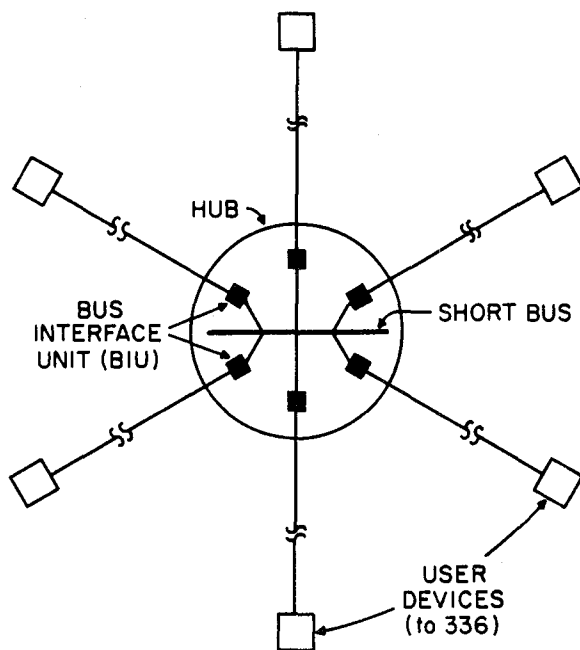 HUB
BUS
INTERFACE
UNIT (BIU)
SHORT BUS
USER
DEVICES
(to 336)